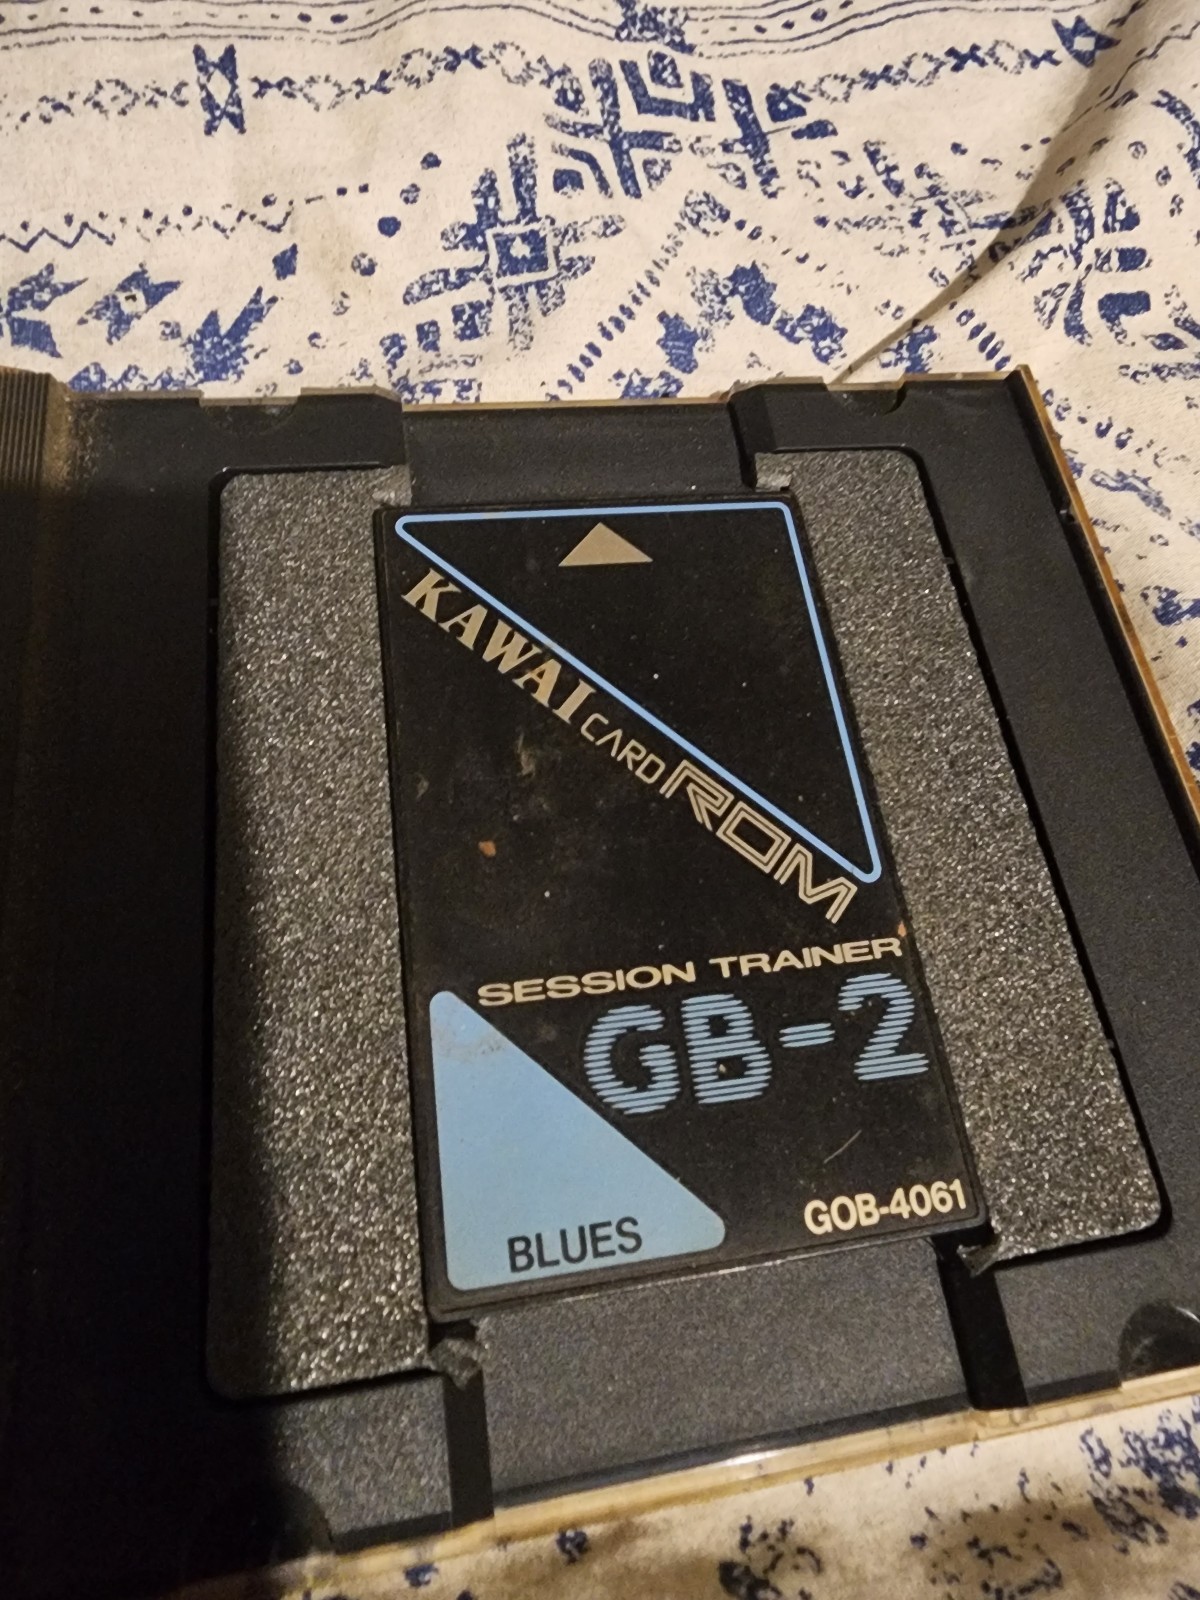 KAWAI CARD ROM
SESSION TRAINER
GB-2
GOB-4061
BLUES